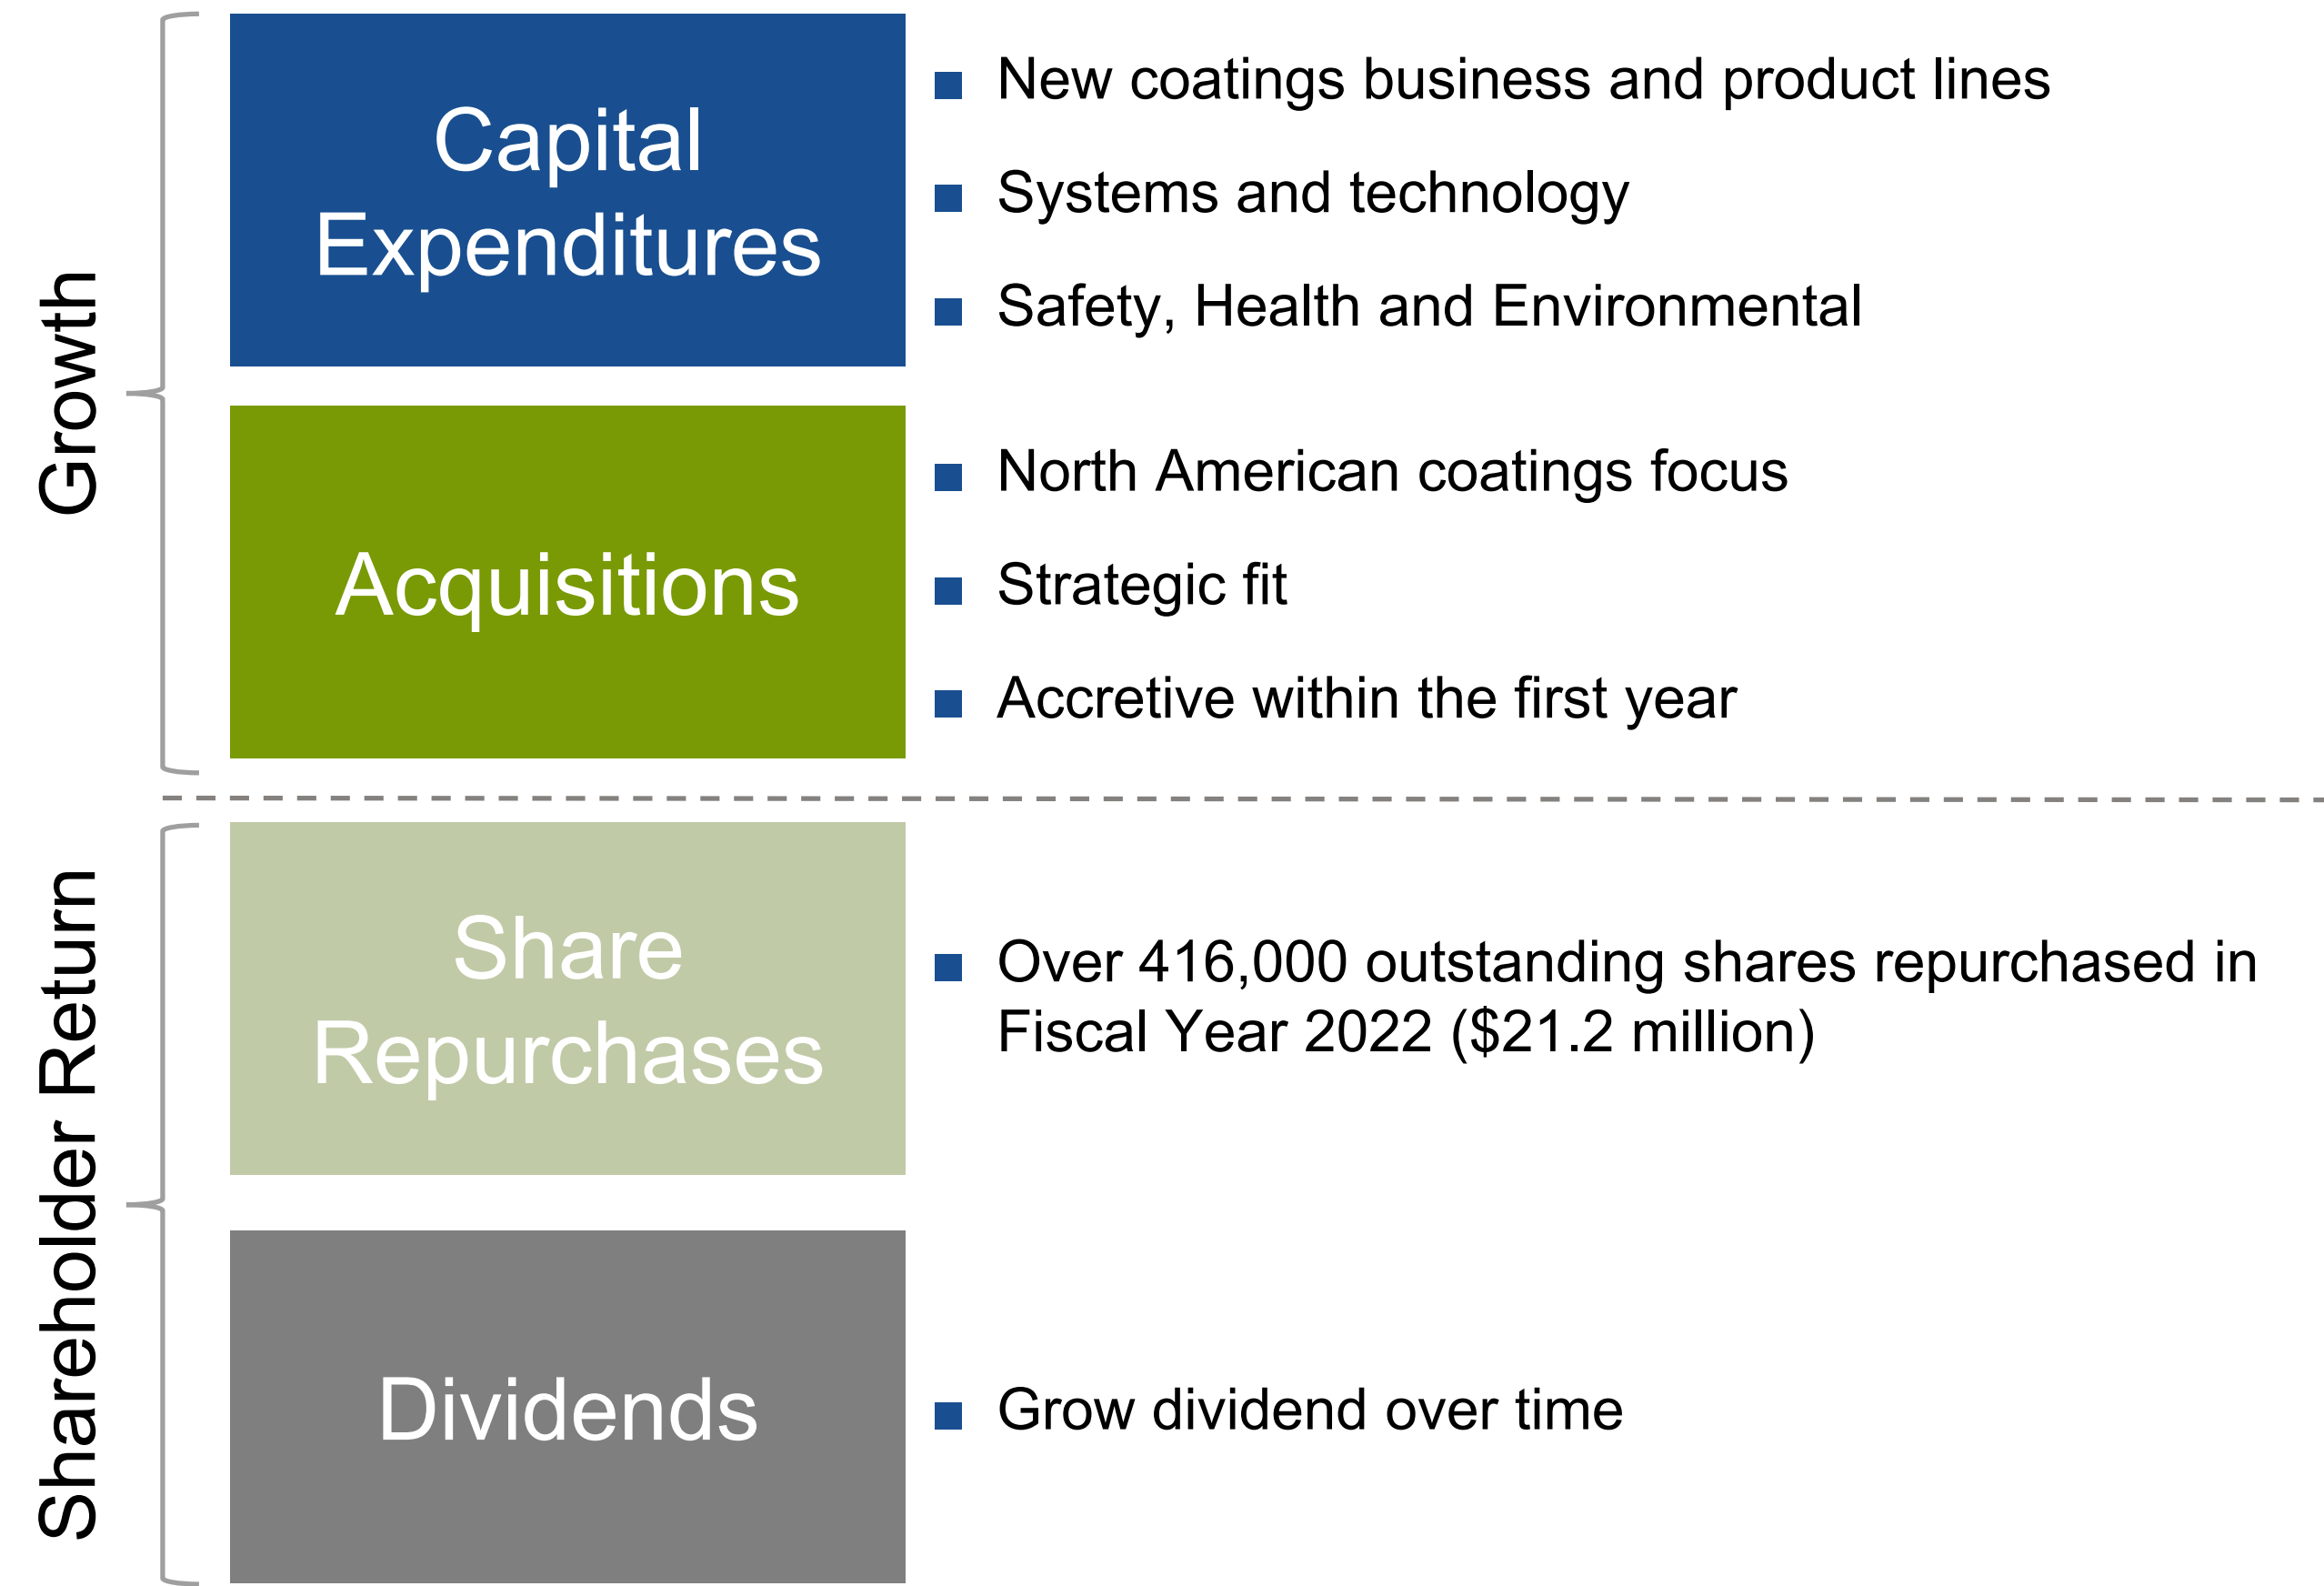 Growth
Capital
Expenditures
New coatings business and product lines
Systems and technology
Safety, Health and Environmental
Acquisitions
North American coatings focus
Strategic fit
Accretive within the first year
Shareholder Return
Share
Repurchases
Over 416,000 outstanding shares repurchased in
Fiscal Year 2022 ($21.2 million)
Dividends
Grow dividend over time